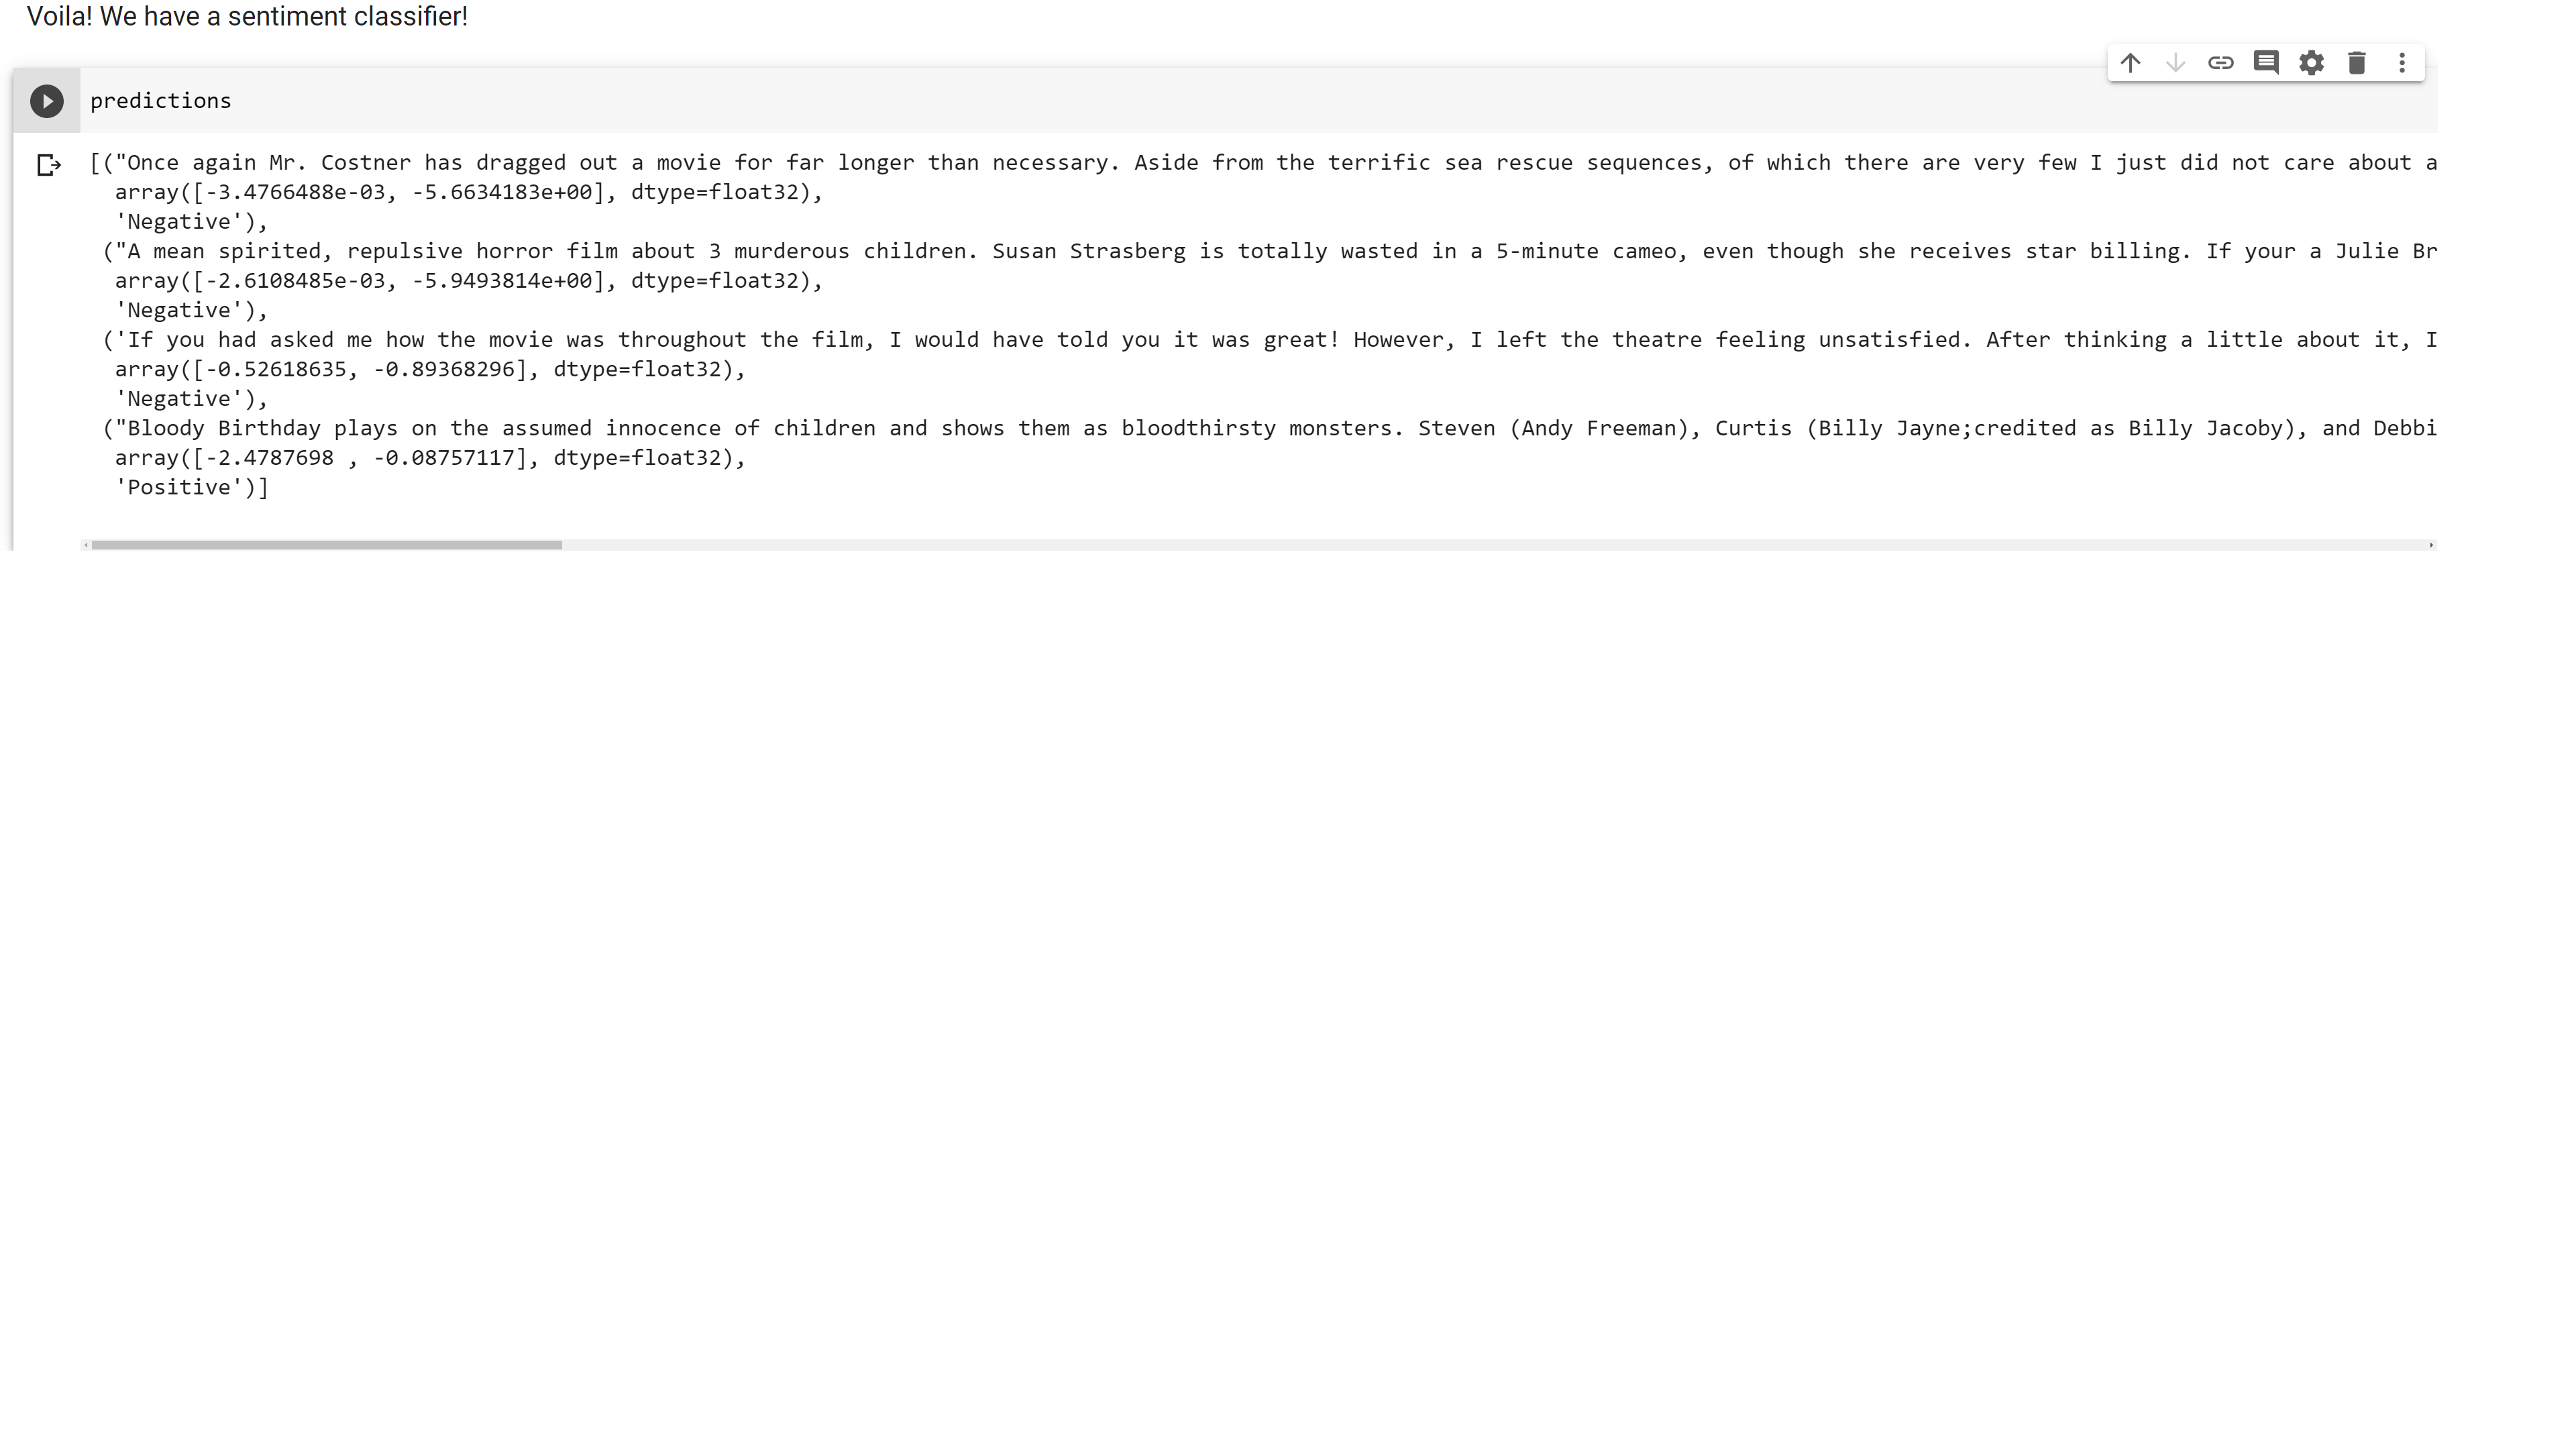 Voila! We have a sentiment classifier!
predictions
[("Once again Mr. Costner has dragged out a movie for far longer than necessary. Aside from the terrific sea rescue sequences, of which there are very few I just did not care about a
array([-3.4766488e-03, -5.6634183e+00], dtype=float32),
'Negative'),
("A mean spirited, repulsive horror film about 3 murderous children. Susan Strasberg is totally wasted in a 5-minute cameo, even though she receives star billing. If your a Julie Br
array([-2.6108485e-03, -5.9493814e+00], dtype=float32),
'Negative'),
('If you had asked me how the movie was throughout the film, I would have told you it was great! However, I left the theatre feeling unsatisfied. After thinking a little about it, I
array([-0.52618635, -0.89368296], dtype=float32),
'Negative'),
("Bloody Birthday plays on the assumed innocence of children and shows them as bloodthirsty monsters. Steven (Andy Freeman), Curtis (Billy Jayne;credited as Billy Jacoby), and Debbi
array([-2.4787698 , -0.08757117], dtype=float32),
'Positive')]